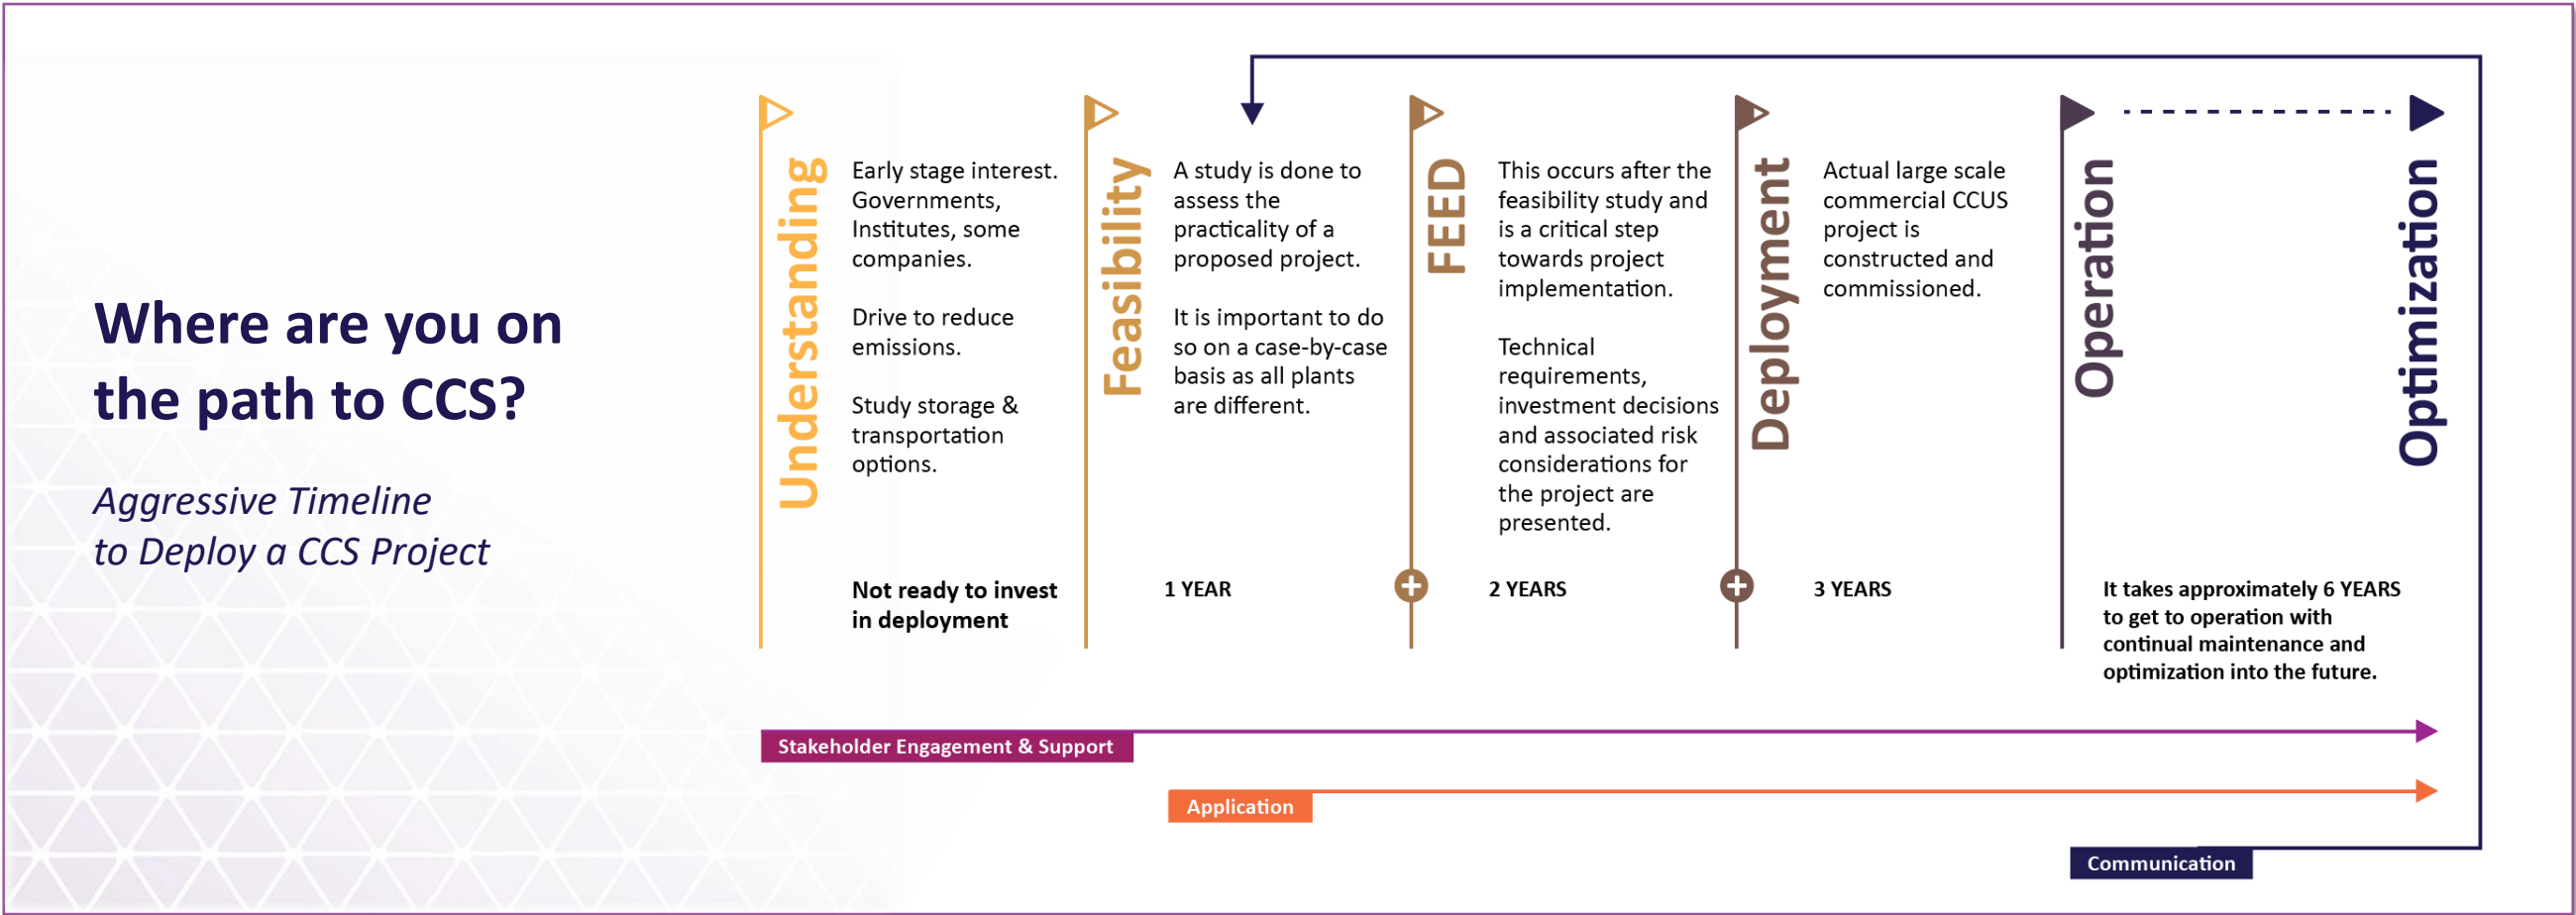 Where are you on
the path to CCS?
Aggressive Timeline
to Deploy a CCS Project
Understanding
Early stage interest.
Governments,
Institutes, some
companies.
Drive to reduce
emissions.
Study storage &
transportation
options.
Not ready to invest
in deployment
Feasibility
A study is done to
assess the
practicality of a
proposed project.
It is important to do
so on a case-by-case
basis as all plants
are different.
1 YEAR
+
FEED
This occurs after the
feasibility study and
is a critical step
towards project
implementation.
Technical
requirements,
investment decisions
and associated risk
considerations for
the project are
presented.
2 YEARS
+
Deployment
Actual large scale
commercial CCUS
project is
constructed and
commissioned.
3 YEARS
Operation
It takes approximately 6 YEARS
to get to operation with
continual maintenance and
optimization into the future.
Optimization
Stakeholder Engagement & Support
Application
Communication